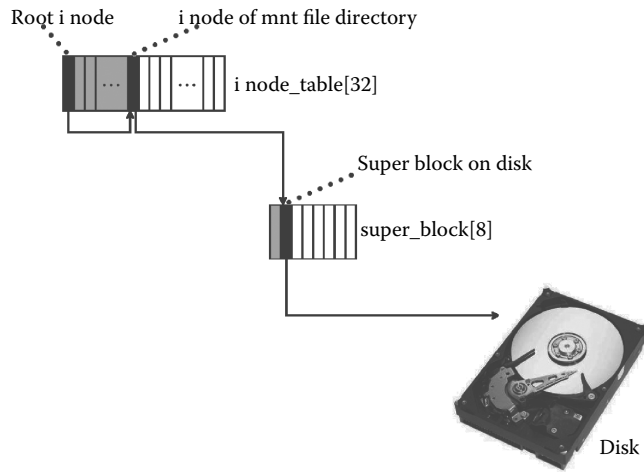 Root i node
i node of mnt file directory
...
...
i node_table[32]
Super block on disk
super_block[8]
Disk